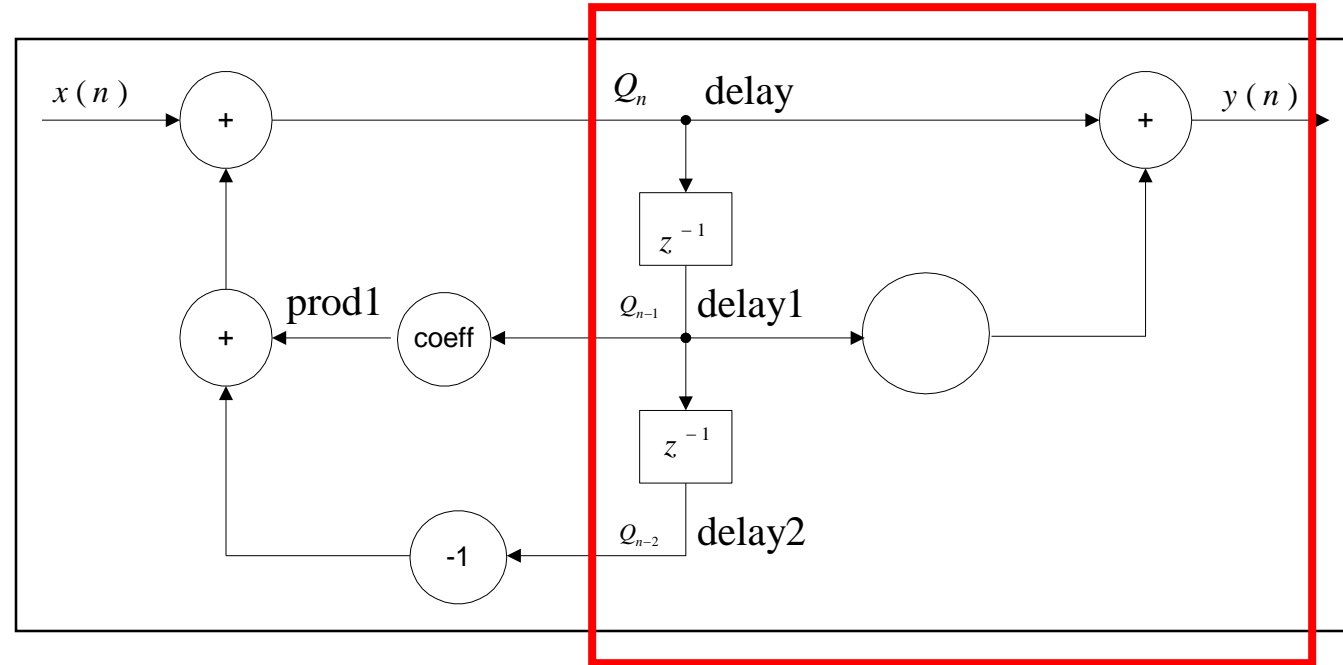 x ( n )
+
Qₙ
delay
+
y ( n )
z⁻¹
+
prod1
coeff
Qₙ₋₁
delay1
z⁻¹
-1
Qₙ₋₂
delay2